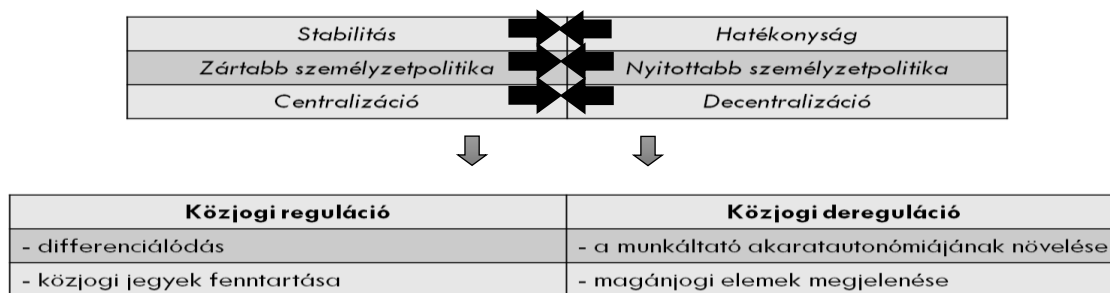 Stabilitás Hatékonyság
Zártabb személyzetpolitika Nyitottabb személyzetpolitika
Centralizáció Decentralizáció
Közjogi reguláció Közjogi dereguláció
- differenciálódás - a munkáltató akaratautonómiájának növelése
- közjogi jegyek fenntartása - magánjogi elemek megjelenése